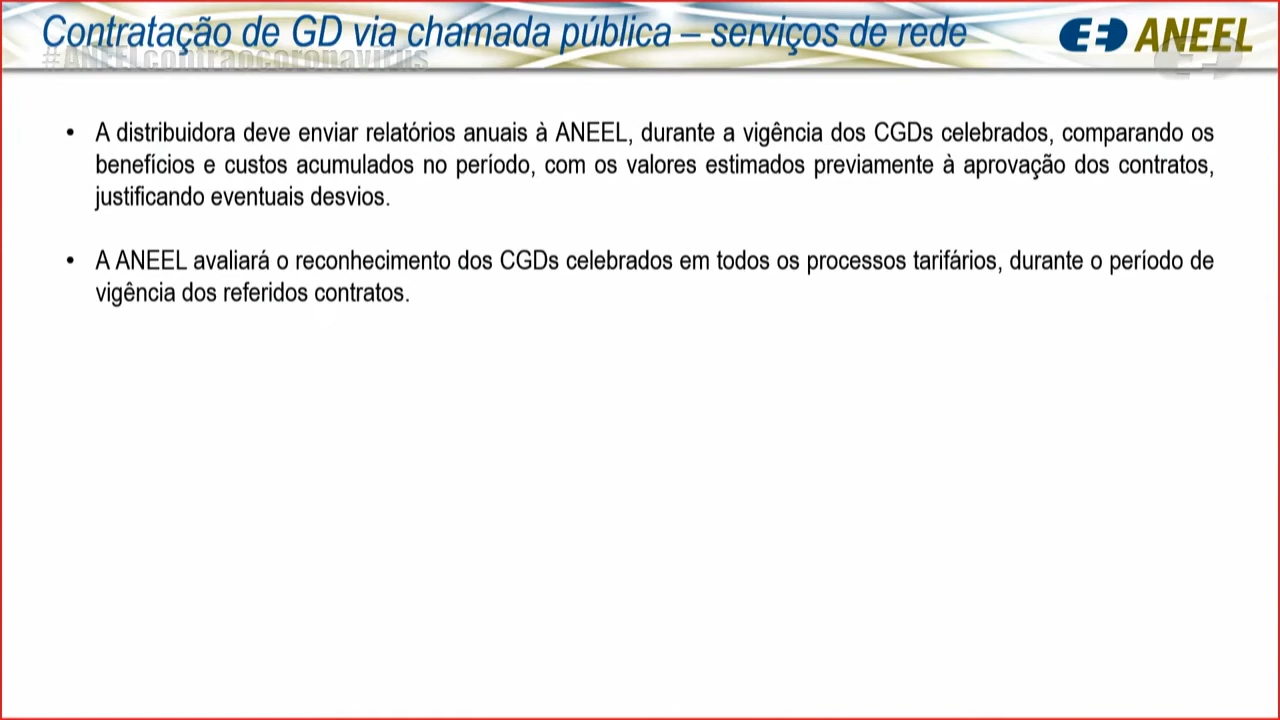 Contratação de GD via chamada pública – serviços de rede
ANEEL
#ANEELcontraocoronavirus
• A distribuidora deve enviar relatórios anuais à ANEEL, durante a vigência dos CGDs celebrados, comparando os
benefícios e custos acumulados no período, com os valores estimados previamente à aprovação dos contratos,
justificando eventuais desvios.
• A ANEEL avaliará o reconhecimento dos CGDs celebrados em todos os processos tarifários, durante o período de
vigência dos referidos contratos.